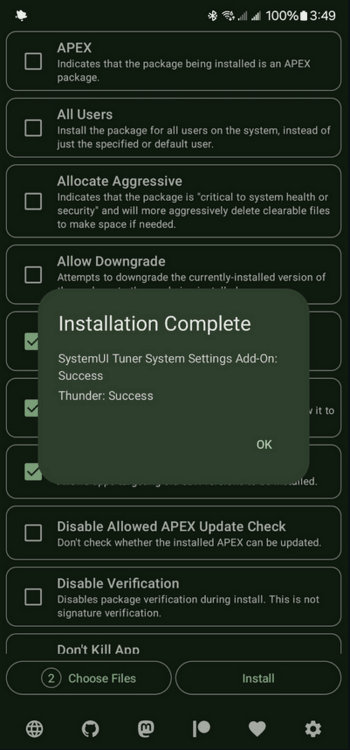 100% 3:49
APEX
Indicates that the package being installed is an APEX
package.
All Users
Install the package for all users on the system, instead of
just the specified or default user.
Allocate Aggressive
Indicates that the package is "critical to system health or
security" and will more aggressively delete clearable files
to make space if needed.
Allow Downgrade
Attempts to downgrade the currently-installed version of
Installation Complete
SystemUI Tuner System Settings Add-On:
Success
Thunder: Success
it to
OK
Disable Allowed APEX Update Check
Don't check whether the installed APEX can be updated.
Disable Verification
Disables package verification during install. This is not
signature verification.
Don't Kill App
2 Choose Files
Install